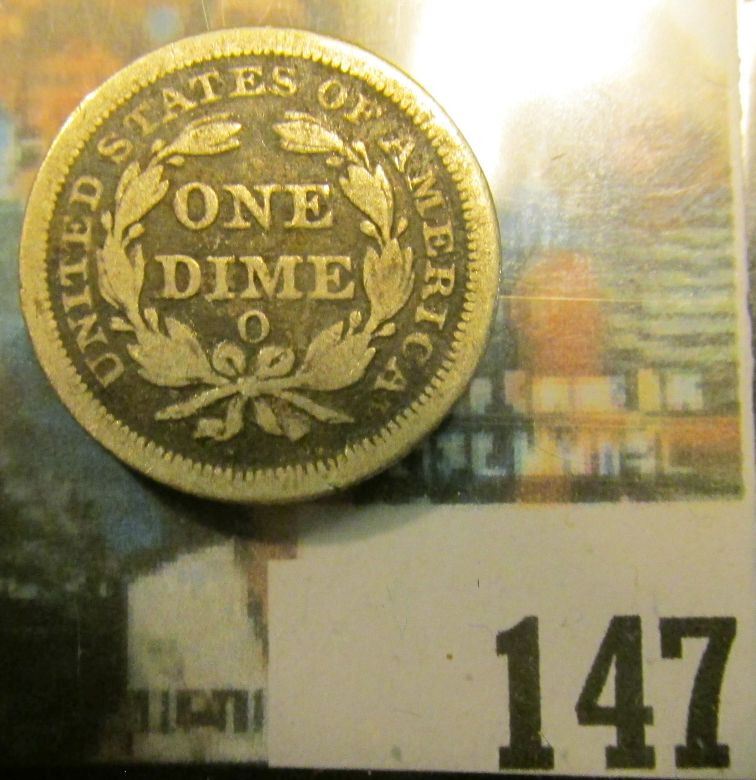 UNITED STATES OF AMERICA
ONE
DIME
O
147